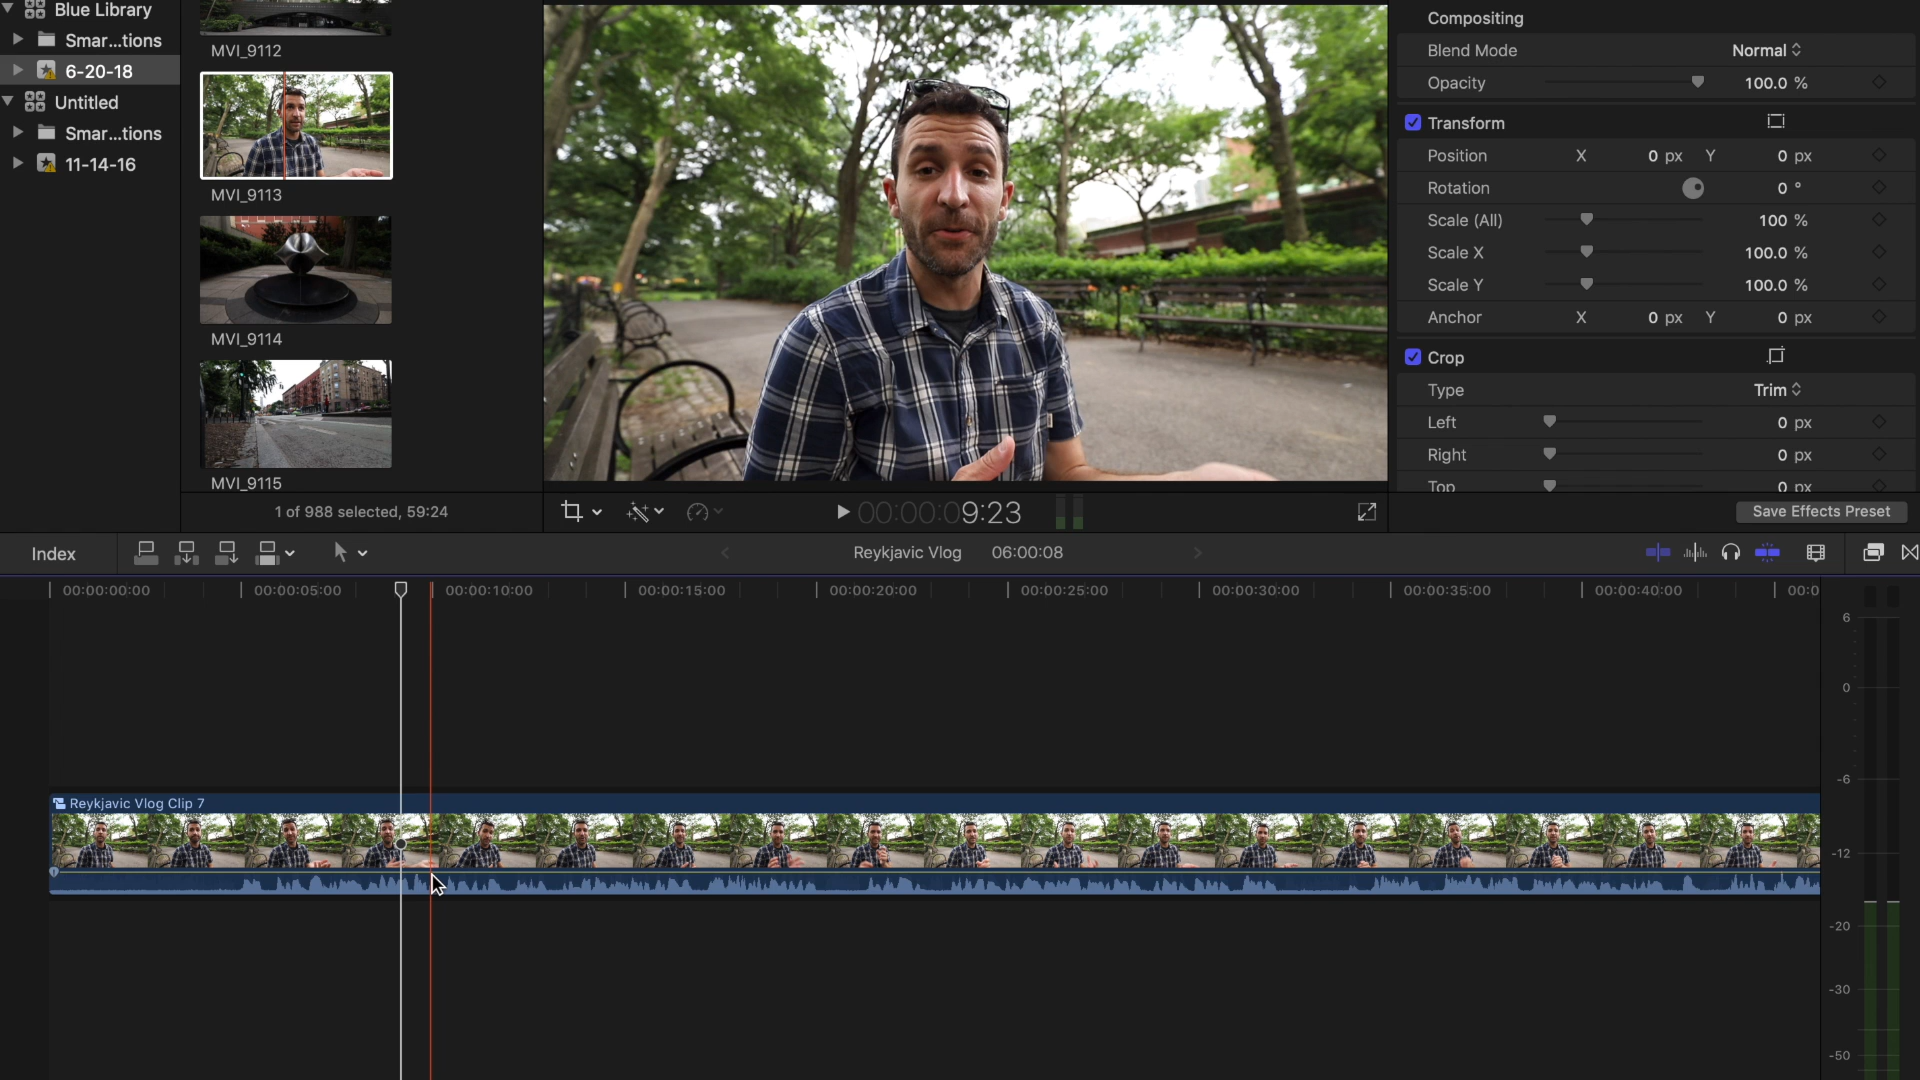 Blue Library
Smar...tions
6-20-18
Untitled
Smar...tions
11-14-16
MVI_9112
MVI_9113
MVI_9114
MVI_9115
1 of 988 selected, 59:24
00:00:09:23
Compositing
Blend Mode Normal
Opacity 100.0 %
Transform
Position X 0 px Y 0 px
Rotation 0 °
Scale (All) 100 %
Scale X 100.0 %
Scale Y 100.0 %
Anchor X 0 px Y 0 px
Crop
Type Trim
Left 0 px
Right 0 px
Top 0 px
Save Effects Preset
Index
Reykjavic Vlog 06:00:08
00:00:00:00 00:00:05:00 00:00:10:00 00:00:15:00 00:00:20:00 00:00:25:00 00:00:30:00 00:00:35:00 00:00:40:00 00:0
Reykjavic Vlog Clip 7
6
0
-6
-12
-20
-30
-50